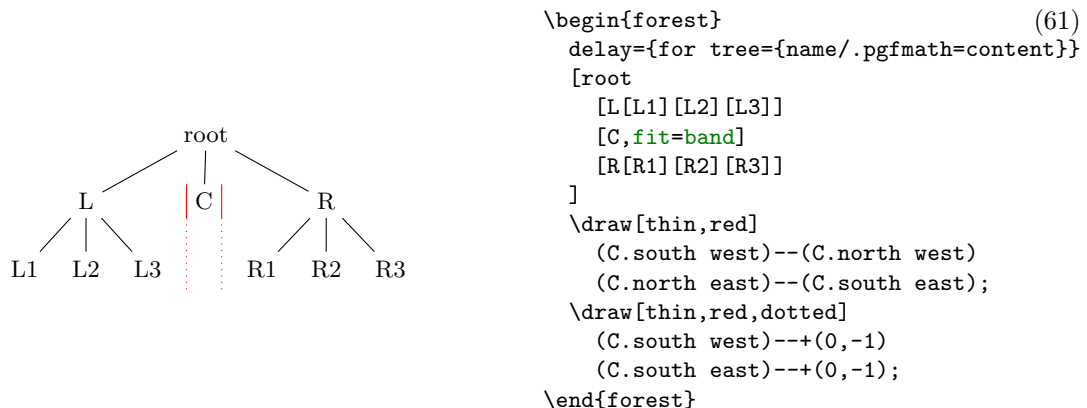 root
L C R
L1 L2 L3 R1 R2 R3
\begin{forest} (61)
  delay={for tree={name/.pgfmath=content}}
  [root
    [L[L1][L2][L3]]
    [C,fit=band]
    [R[R1][R2][R3]]
  ]
  \draw[thin,red]
    (C.south west)--(C.north west)
    (C.north east)--(C.south east);
  \draw[thin,red,dotted]
    (C.south west)--+(0,-1)
    (C.south east)--+(0,-1);
\end{forest}